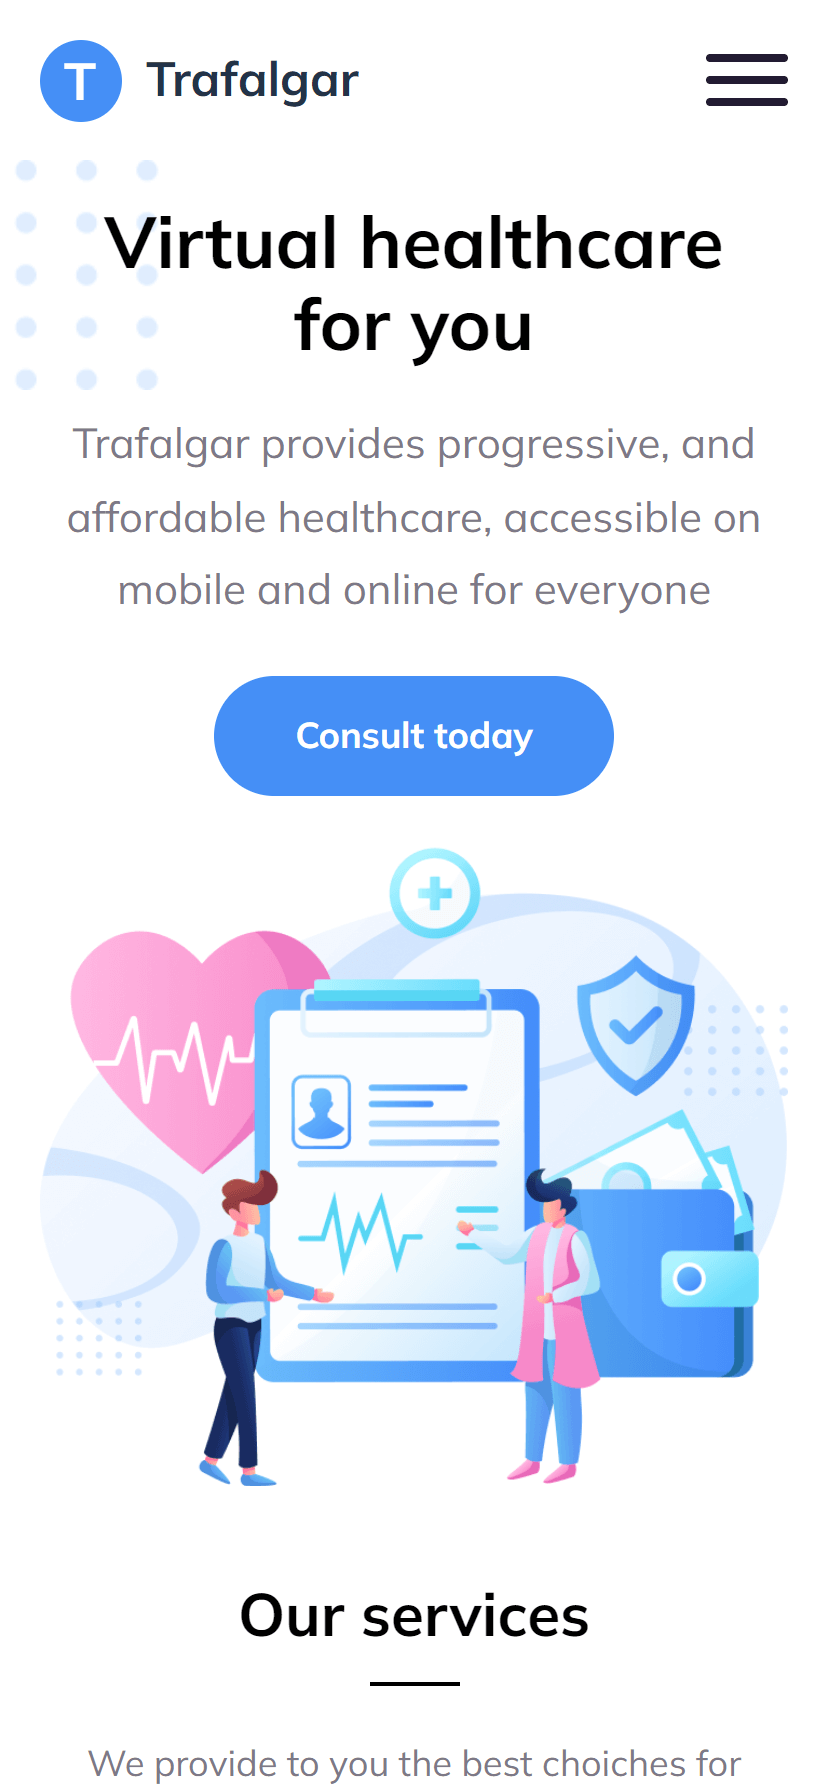 T Trafalgar
Virtual healthcare
for you
Trafalgar provides progressive, and
affordable healthcare, accessible on
mobile and online for everyone
Consult today
Our services
We provide to you the best choiches for